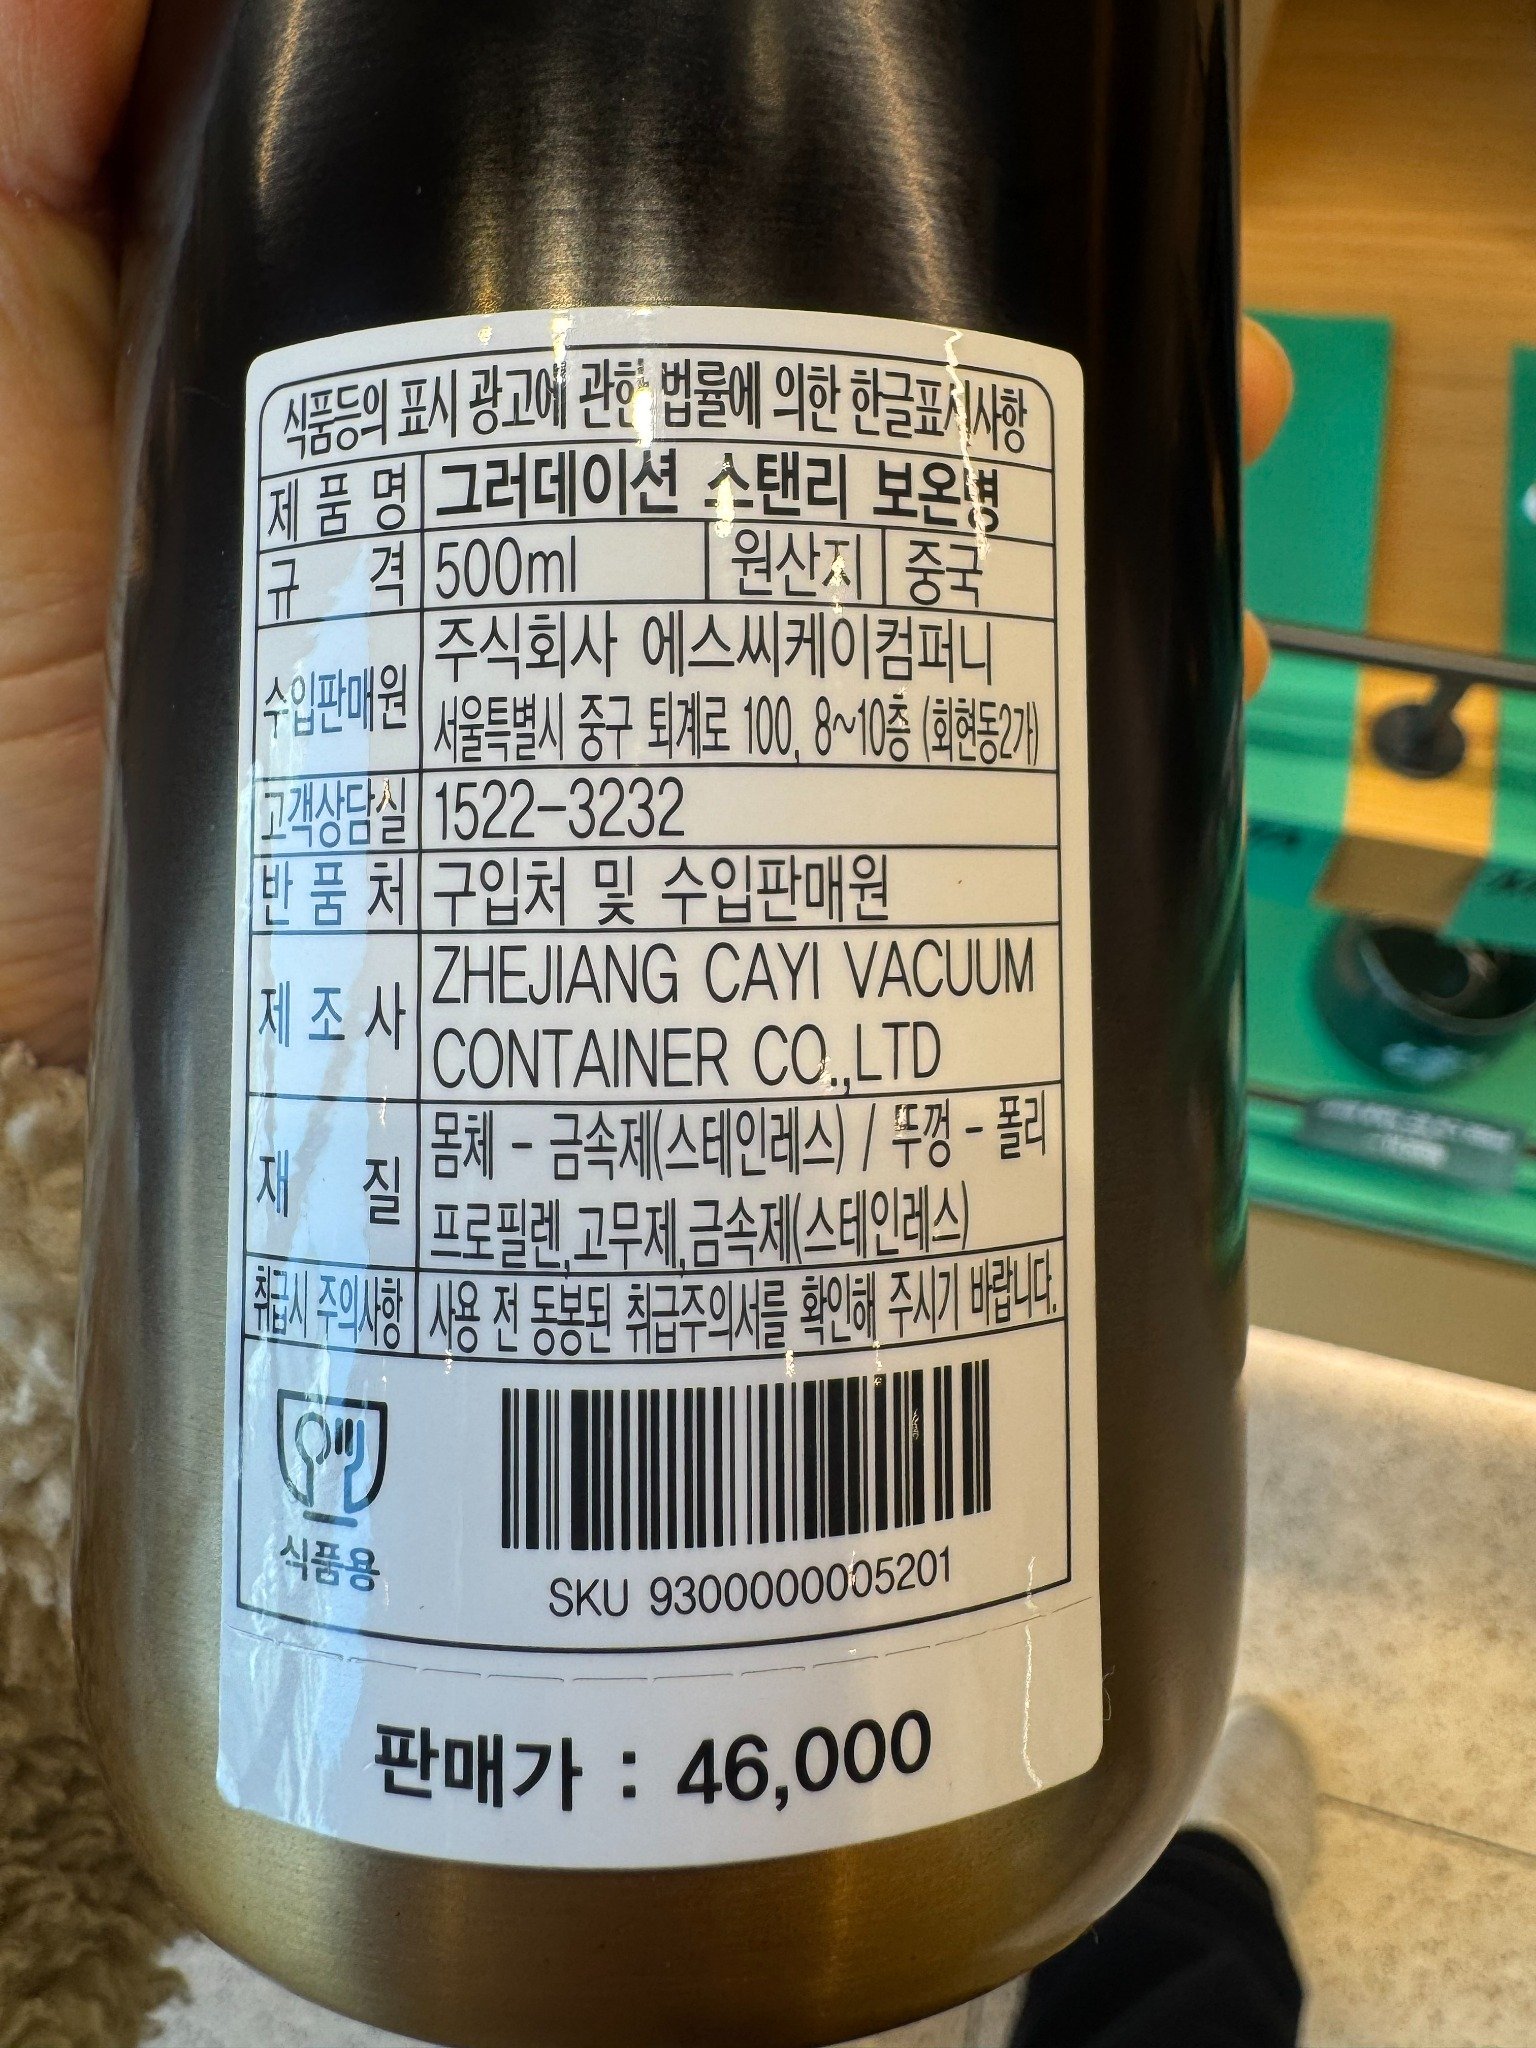 식품등의 표시 광고에 관한 법률에 의한 한글표시사항
제 품 명 그러데이션 스탠리 보온병
규 격 500ml 원산지 중국
수입판매원 주식회사 에스씨케이컴퍼니
서울특별시 중구 퇴계로 100, 8~10층 (회현동2가)
고객상담실 1522-3232
반 품 처 구입처 및 수입판매원
제 조 사 ZHEJIANG CAYI VACUUM
CONTAINER CO.,LTD
재 질 몸체 - 금속제(스테인레스) / 뚜껑 - 폴리
프로필렌,고무제,금속제(스테인레스)
취급시 주의사항 사용 전 동봉된 취급주의서를 확인해 주시기 바랍니다.
식품용
SKU 9300000005201
판매가 : 46,000